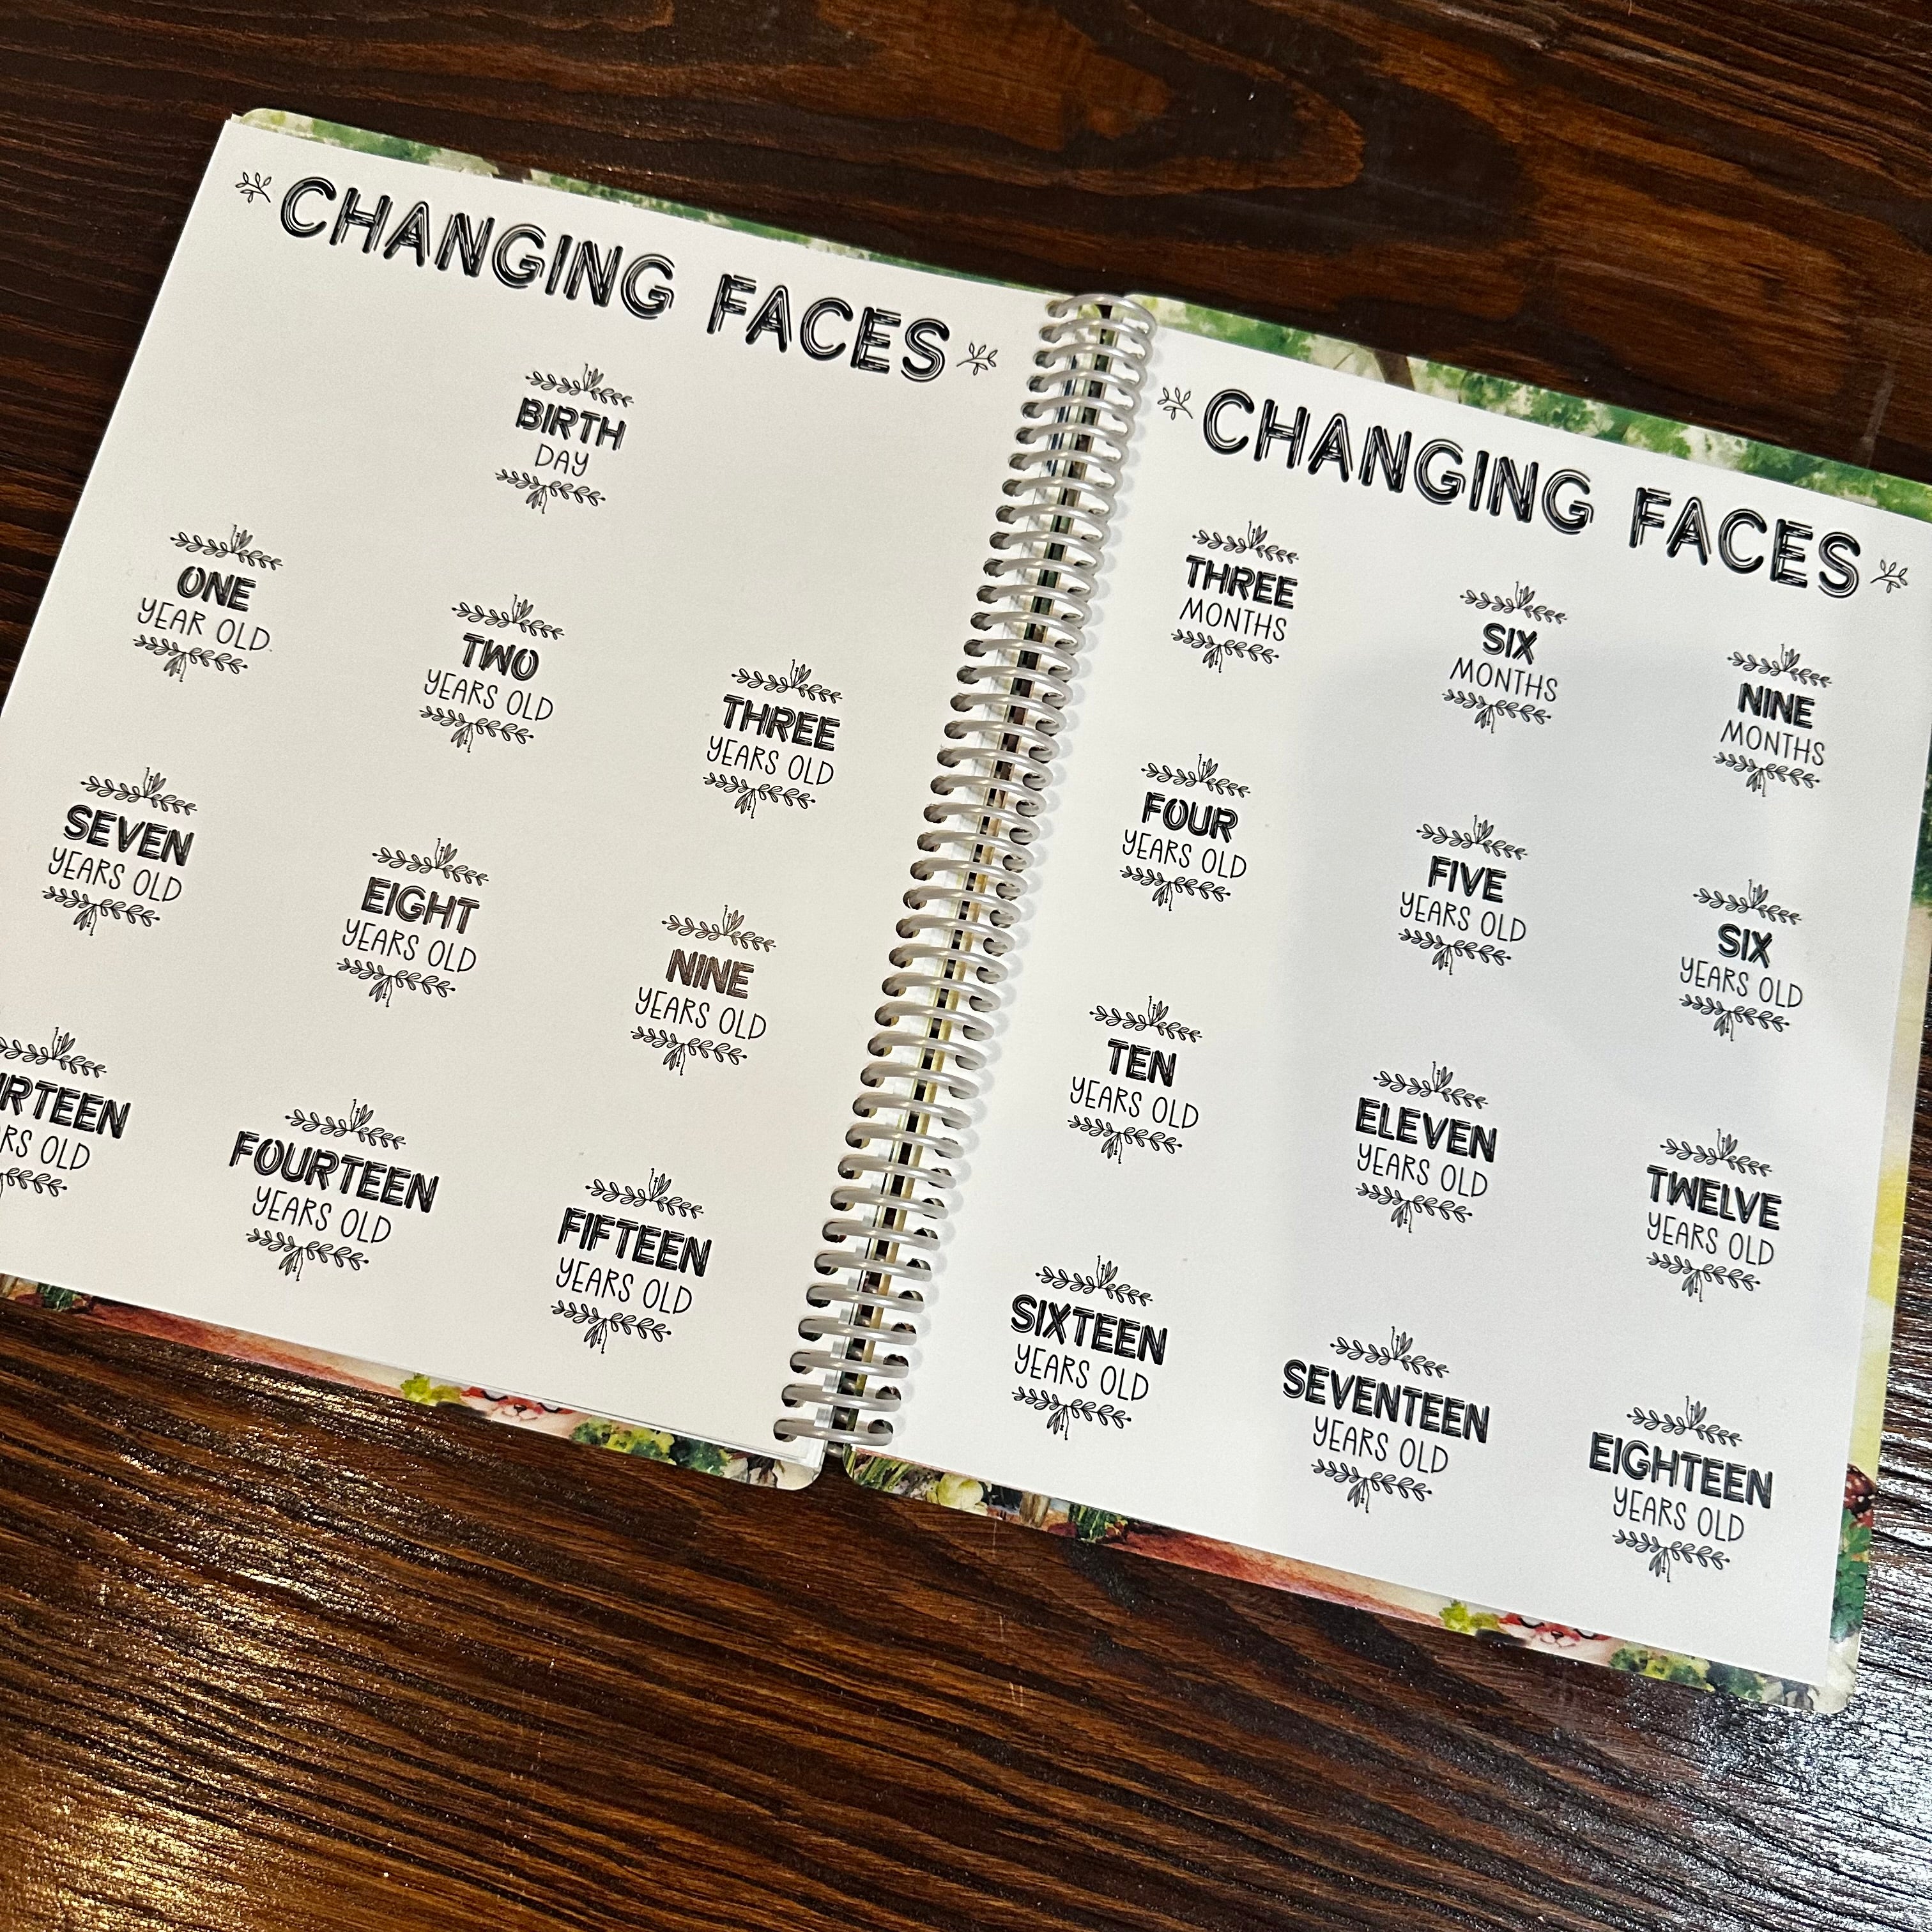 CHANGING FACES
BIRTH
DAY
ONE
YEAR OLD
TWO
YEARS OLD
THREE
YEARS OLD
SEVEN
YEARS OLD
EIGHT
YEARS OLD
NINE
YEARS OLD
OLD
FOURTEEN
YEARS OLD
FIFTEEN
YEARS OLD
CHANGING FACES
THREE
MONTHS
SIX
MONTHS
NINE
MONTHS
FOUR
YEARS OLD
FIVE
YEARS OLD
SIX
YEARS OLD
TEN
YEARS OLD
ELEVEN
YEARS OLD
TWELVE
YEARS OLD
SIXTEEN
YEARS OLD
SEVENTEEN
YEARS OLD
EIGHTEEN
YEARS OLD